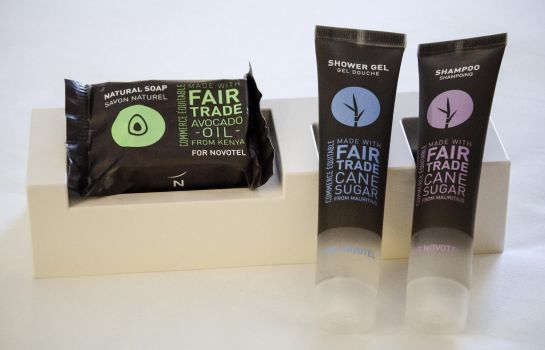 NATURAL SOAP
SAVON NATUREL
COMMERCE ÉQUITABLE
MADE WITH
FAIR
TRADE
AVOCADO
-OIL-
FROM KENYA
FOR NOVOTEL
N
SHOWER GEL
GEL DOUCHE
COMMERCE ÉQUITABLE
MADE WITH
FAIR
TRADE
CANE
SUGAR
FROM MAURITIUS
NOVOTEL
SHAMPOO
SHAMPOING
COMMERCE ÉQUITABLE
MADE WITH
FAIR
TRADE
CANE
SUGAR
FROM MAURITIUS
NOVOTEL